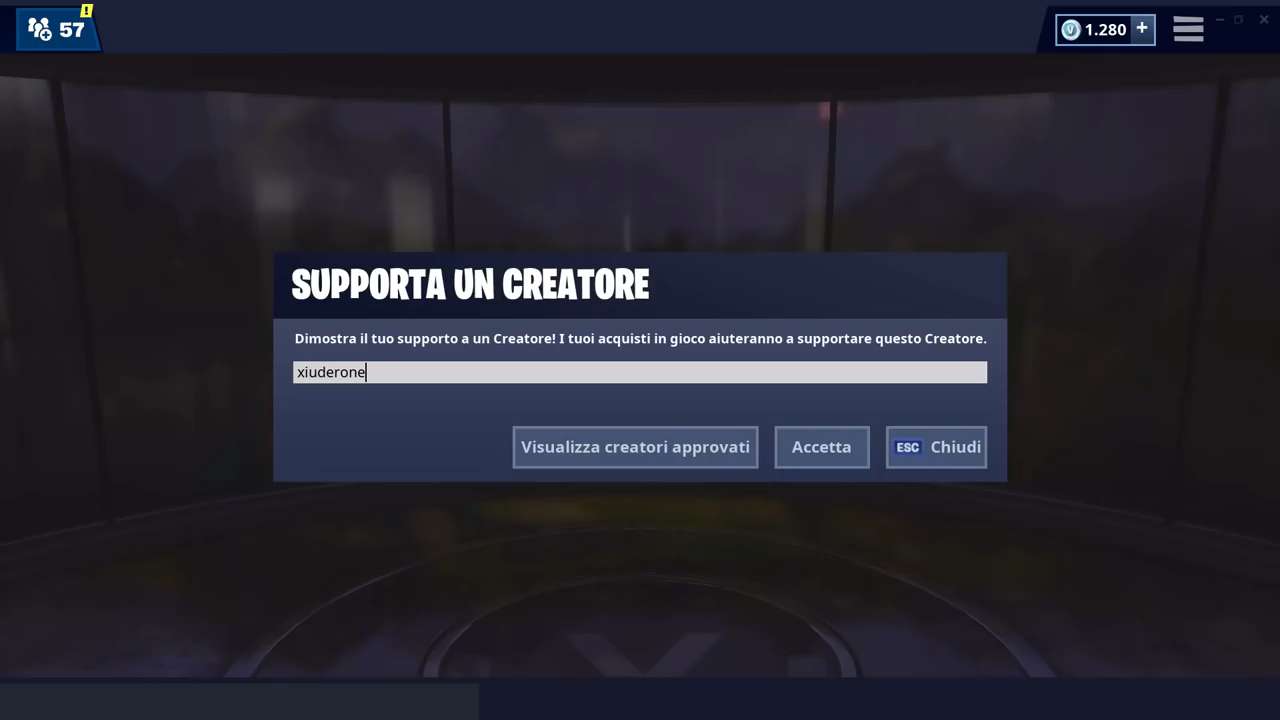 57
!
1.280 +
SUPPORTA UN CREATORE
Dimostra il tuo supporto a un Creatore! I tuoi acquisti in gioco aiuteranno a supportare questo Creatore.
xiuderone
Visualizza creatori approvati
Accetta
ESC Chiudi